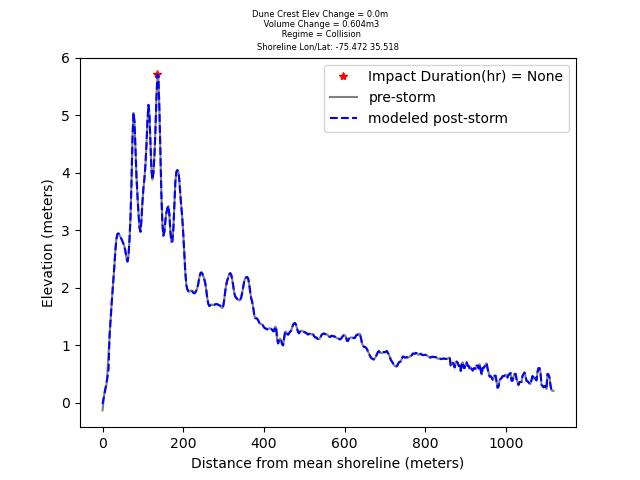 Dune Crest Elev Change = 0.0m
Volume Change = 0.604m3
Regime = Collision
Shoreline Lon/Lat: -75.472 35.518
Impact Duration(hr) = None
pre-storm
modeled post-storm
Elevation (meters)
6
5
4
3
2
1
0
0 200 400 600 800 1000
Distance from mean shoreline (meters)